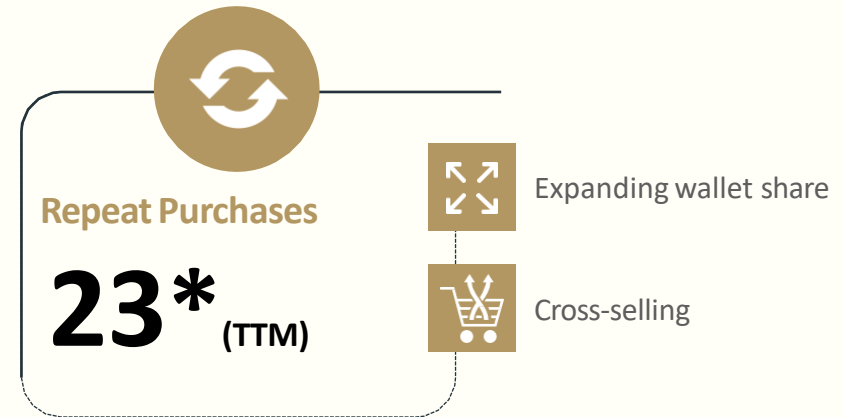 Repeat Purchases
23* (TTM)
Expanding wallet share
Cross-selling